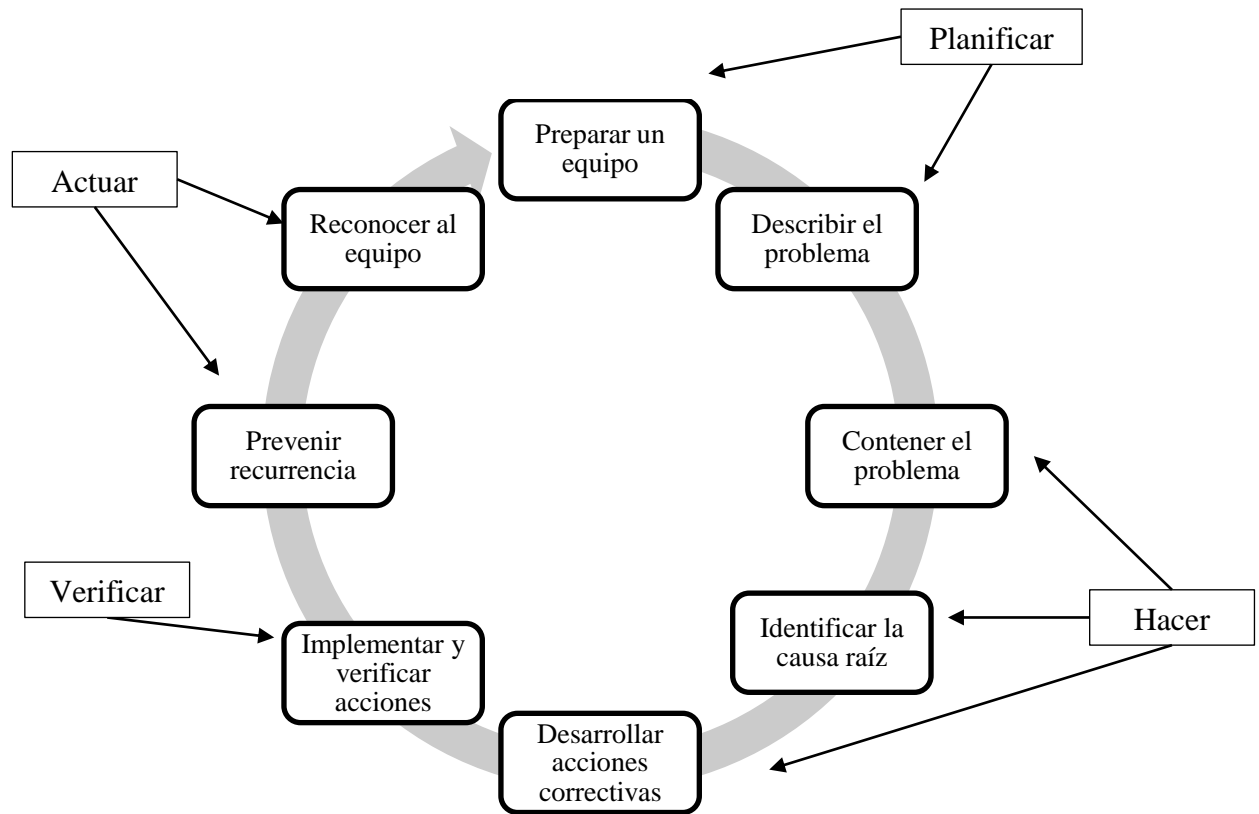 Planificar
Preparar un
equipo
Actuar
Reconocer al
equipo
Describir el
problema
Prevenir
recurrencia
Contener el
problema
Verificar
Hacer
Implementar y
verificar
acciones
Identificar la
causa raíz
Desarrollar
acciones
correctivas